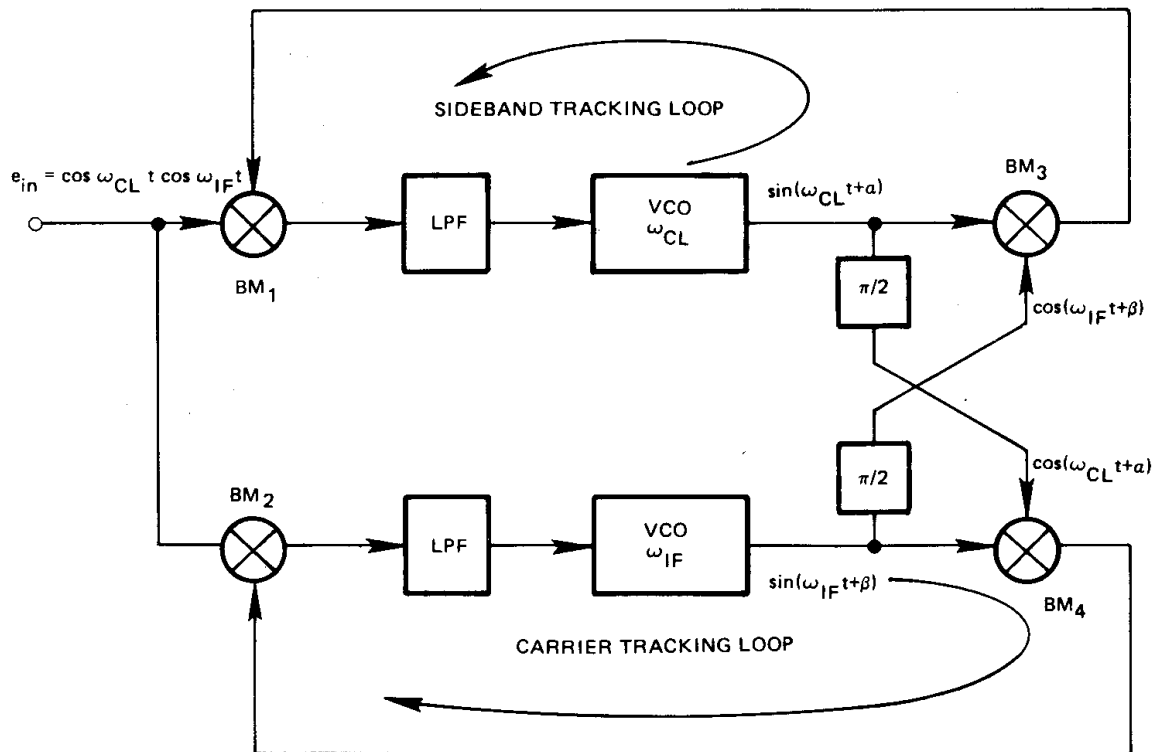 SIDEBAND TRACKING LOOP
e_in = cos ω_CL t cos ω_IF t
BM_1
LPF
VCO
ω_CL
sin(ω_CL t+α)
BM_3
π/2
cos(ω_IF t+β)
π/2
cos(ω_CL t+α)
BM_2
LPF
VCO
ω_IF
sin(ω_IF t+β)
BM_4
CARRIER TRACKING LOOP